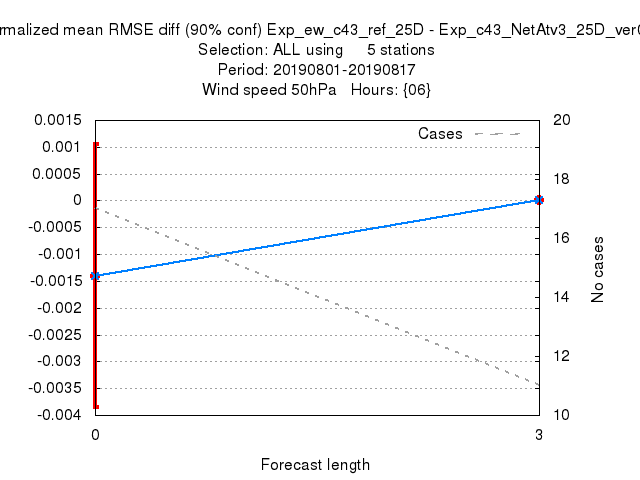 rmalized mean RMSE diff (90% conf) Exp_ew_c43_ref_25D - Exp_c43_NetAtv3_25D_ver
Selection: ALL using 5 stations
Period: 20190801-20190817
Wind speed 50hPa Hours: {06}
Cases
0.0015
0.001
0.0005
0
-0.0005
-0.001
-0.0015
-0.002
-0.0025
-0.003
-0.0035
-0.004
20
18
16
14
12
10
No cases
0
3
Forecast length